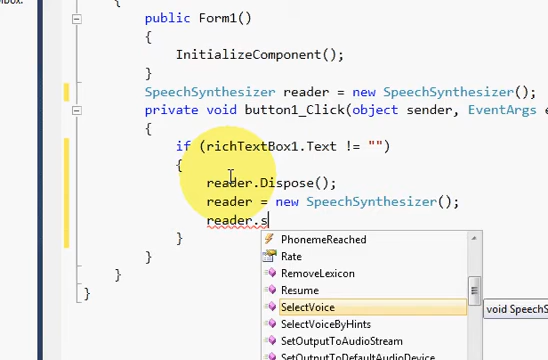 public Form1()
{
InitializeComponent();
}
SpeechSynthesizer reader = new SpeechSynthesizer();
private void button1_Click(object sender, EventArgs
{
if (richTextBox1.Text != "")
{
reader.Dispose();
reader = new SpeechSynthesizer();
reader.s
PhonemeReached
Rate
RemoveLexicon
Resume
SelectVoice
void SpeechS
SelectVoiceByHints
SetOutputToAudioStream
SetOutputToDefaultAudioDevice
}
}
}
}